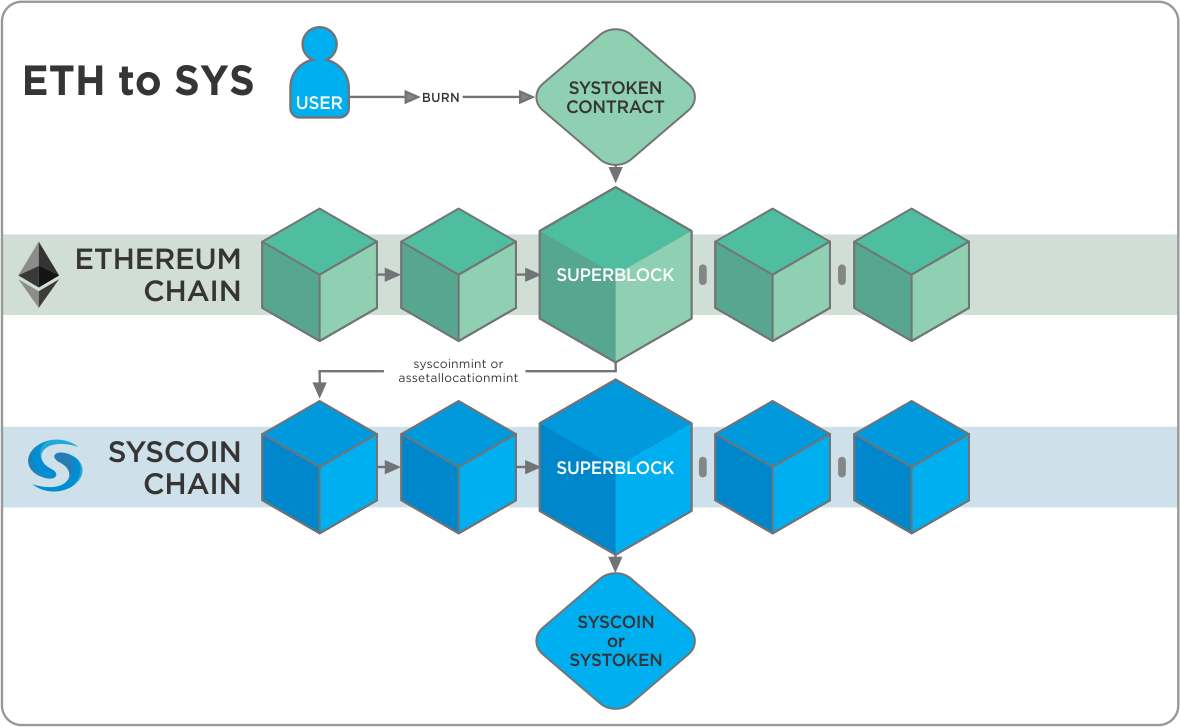 ETH to SYS
USER
BURN
SYSTOKEN
CONTRACT
ETHEREUM
CHAIN
SUPERBLOCK
syscoinmint or
assetallocationmint
SYSCOIN
CHAIN
SUPERBLOCK
SYSCOIN
or
SYSTOKEN